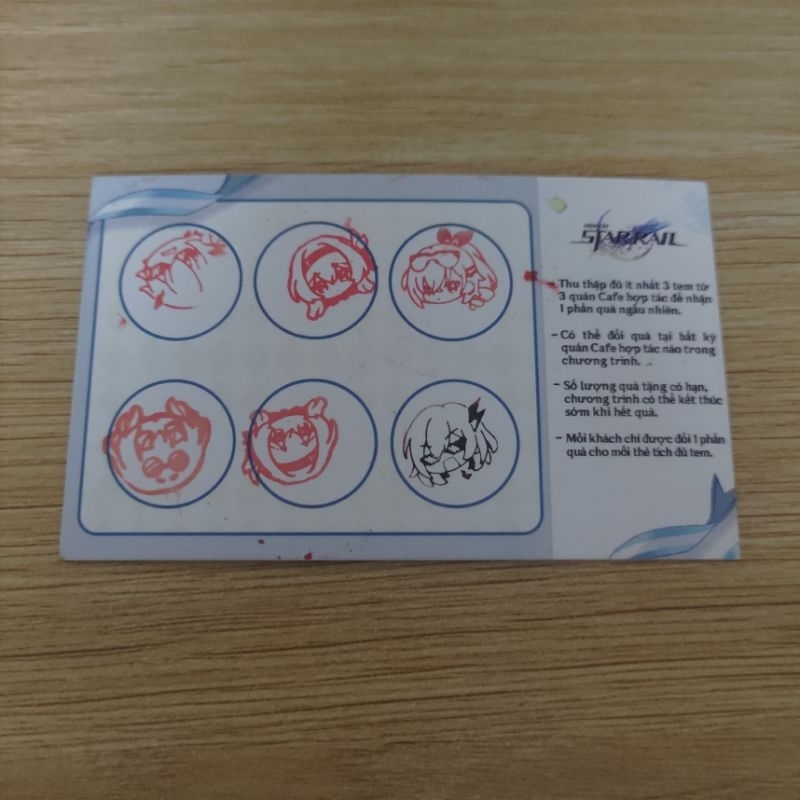 HONKAI
STAR RAIL
Thu thập đủ ít nhất 3 tem từ
3 quán Cafe hợp tác để nhận
1 phần quà ngẫu nhiên.
- Có thể đổi quà tại bất kỳ
quán Cafe hợp tác nào trong
chương trình.
- Số lượng quà tặng có hạn,
chương trình có thể kết thúc
sớm khi hết quà.
- Mỗi khách chỉ được đổi 1 phần
quà cho mỗi thẻ tích đủ tem.